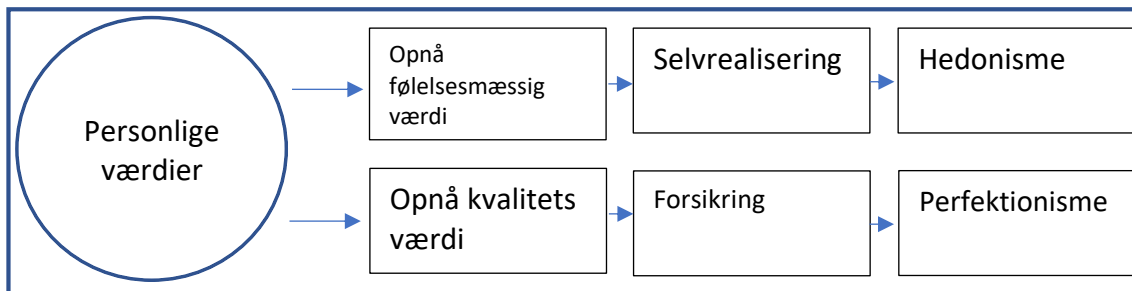 Personlige
værdier
Opnå
følelsesmæssig
værdi
Selvrealisering
Hedonisme
Opnå kvalitets
værdi
Forsikring
Perfektionisme